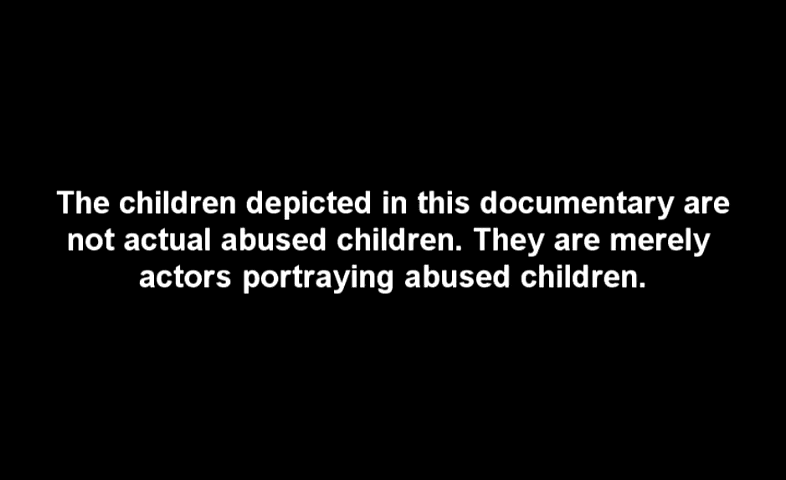 The children depicted in this documentary are
not actual abused children. They are merely
actors portraying abused children.